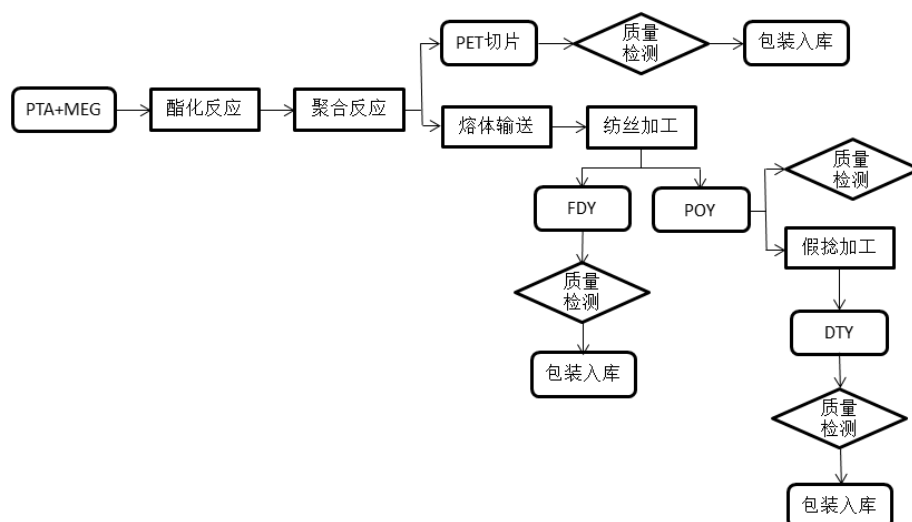 PET切片
质量
检测
包装入库
PTA+MEG
酯化反应
聚合反应
熔体输送
纺丝加工
质量
检测
FDY
POY
假捻加工
质量
检测
DTY
包装入库
质量
检测
包装入库